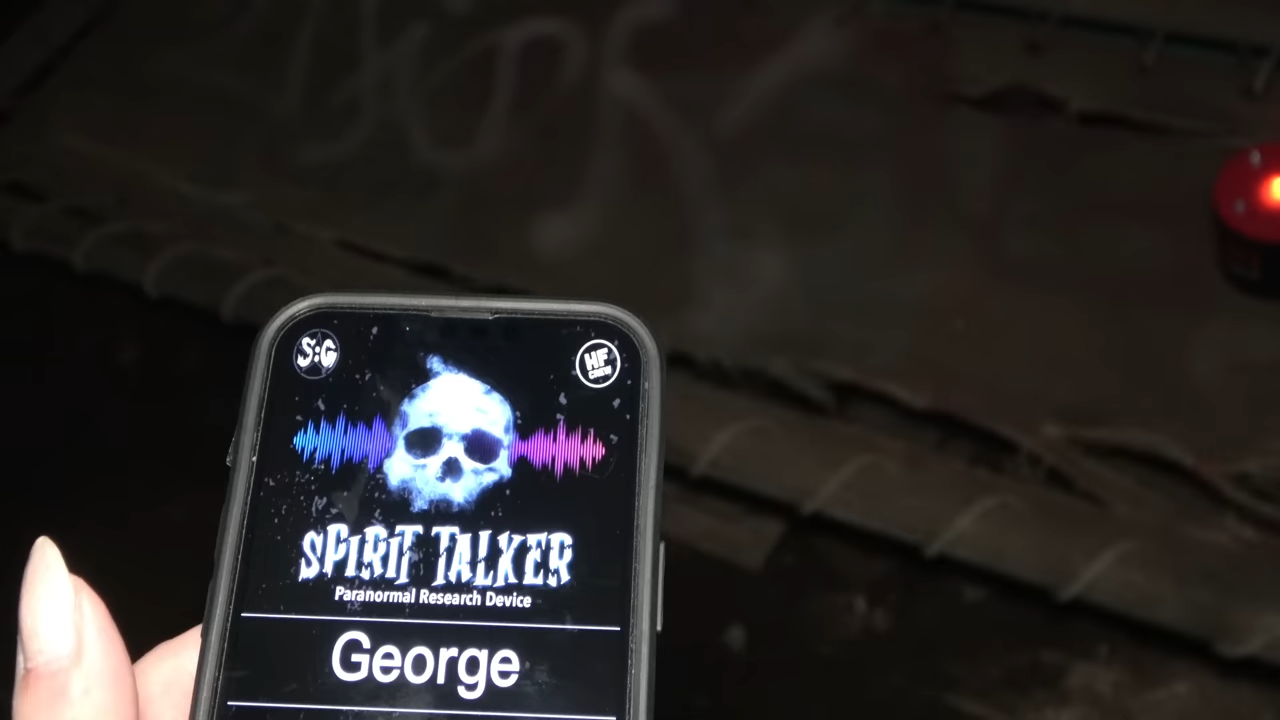 S:G
HF
CREW
SPIRIT TALKER
Paranormal Research Device
George